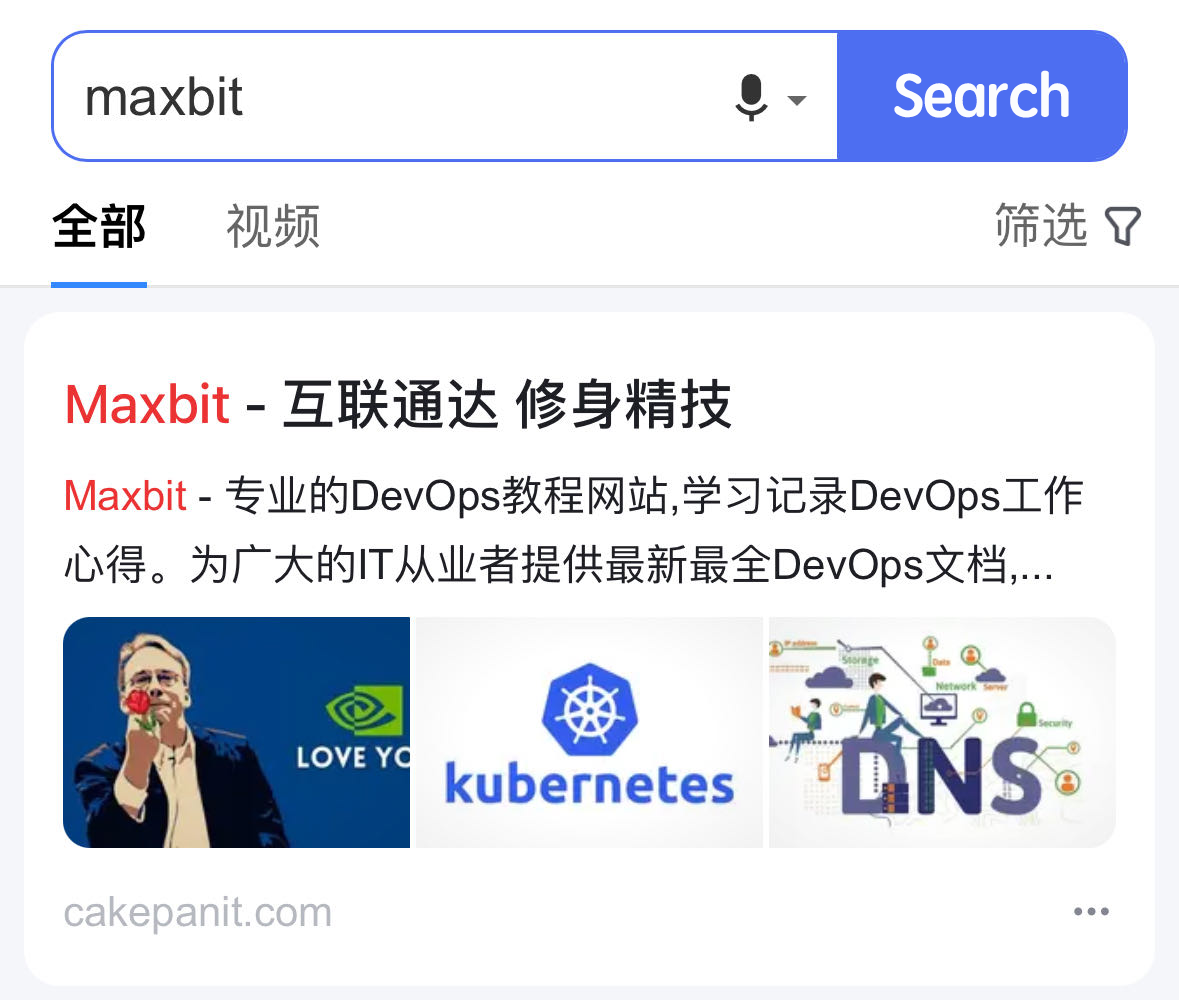 maxbit
Search
全部
视频
筛选
Maxbit - 互联通达 修身精技
Maxbit - 专业的DevOps教程网站,学习记录DevOps工作
心得。为广大的IT从业者提供最新最全DevOps文档,...
LOVE YO
kubernetes
IP address
Storage
Data
Network
Server
Security
DNS
cakepanit.com